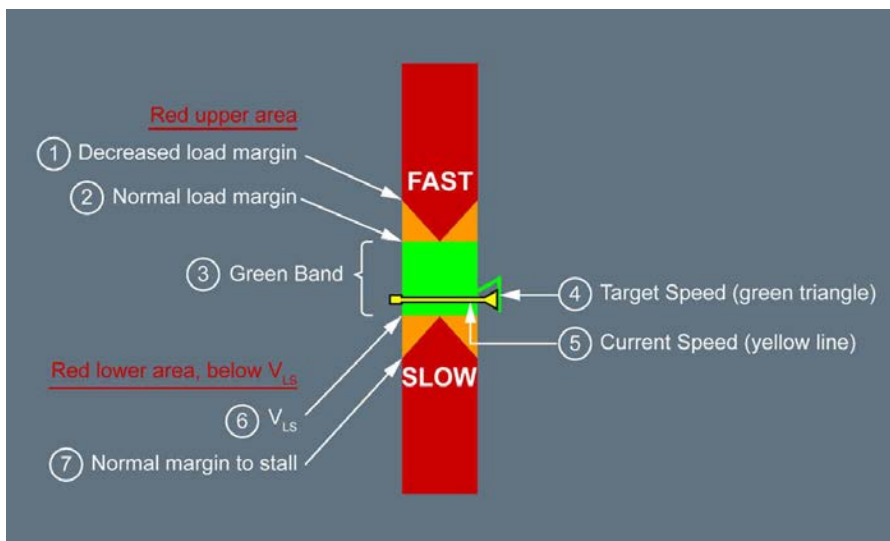 Red upper area
1 Decreased load margin
FAST
2 Normal load margin
3 Green Band
4 Target Speed (green triangle)
5 Current Speed (yellow line)
Red lower area, below VLS
SLOW
6 VLS
7 Normal margin to stall